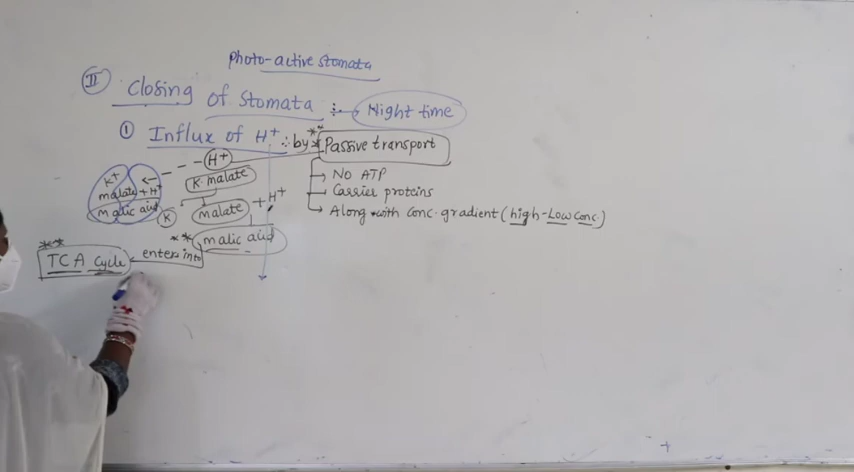 Photo-active stomata
II Closing of Stomata :→ Night time
① Influx of H+ ∴ by ** Passive transport
← - - - H+
K·malate
→ NO ATP
→ Carrier proteins
→ Along with Conc. gradient (high-Low Conc.)
K+
malate + H+
malic acid
K malate + H+
** malic acid
enters into
** TCA Cycle